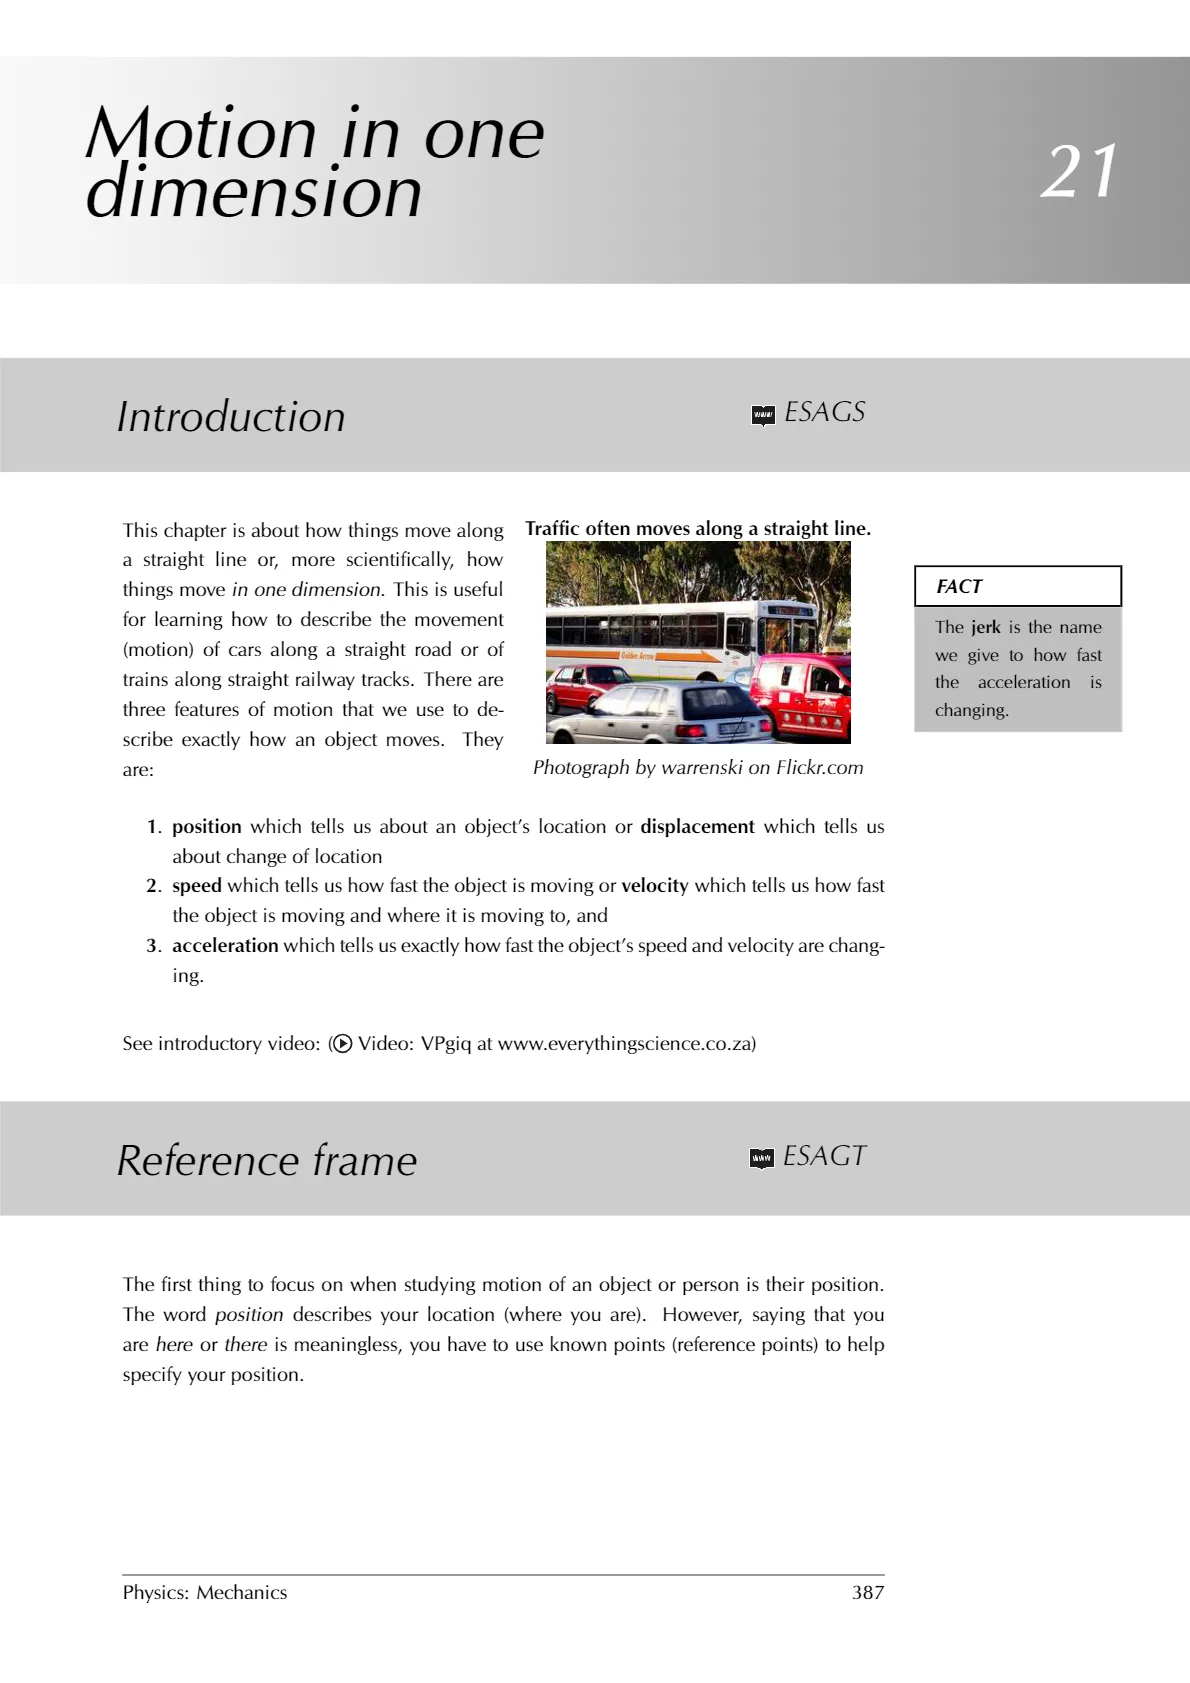 Motion in one
dimension
21
Introduction
www ESAGS
This chapter is about how things move along
a straight line or, more scientifically, how
things move in one dimension. This is useful
for learning how to describe the movement
(motion) of cars along a straight road or of
trains along straight railway tracks. There are
three features of motion that we use to de-
scribe exactly how an object moves. They
are:
Traffic often moves along a straight line.
Golden Arrow
Photograph by warrenski on Flickr.com
FACT
The jerk is the name
we give to how fast
the acceleration is
changing.
1. position which tells us about an object’s location or displacement which tells us
about change of location
2. speed which tells us how fast the object is moving or velocity which tells us how fast
the object is moving and where it is moving to, and
3. acceleration which tells us exactly how fast the object’s speed and velocity are chang-
ing.
See introductory video: ( Video: VPgiq at www.everythingscience.co.za)
Reference frame
www ESAGT
The first thing to focus on when studying motion of an object or person is their position.
The word position describes your location (where you are). However, saying that you
are here or there is meaningless, you have to use known points (reference points) to help
specify your position.
Physics: Mechanics
387